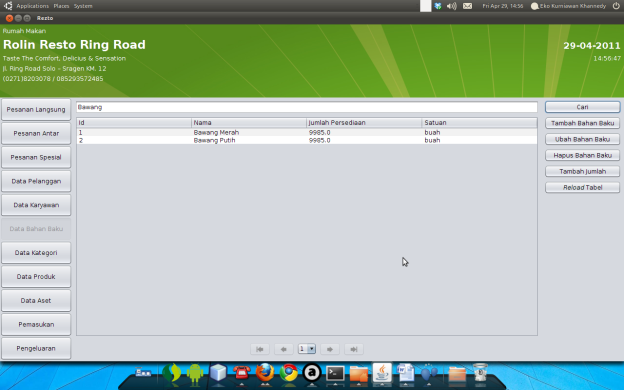 Applications Places System
Fri Apr 29, 14:56 Eko Kurniawan Khannedy
Resto
Rumah Makan
Rolin Resto Ring Road
29-04-2011
Taste The Comfort, Delicius & Sensation
14:56:47
Jl. Ring Road Solo - Sragen KM. 12
(0271)8203078 / 085293572485
Pesanan Langsung
Pesanan Antar
Pesanan Spesial
Data Pelanggan
Data Karyawan
Data Bahan Baku
Data Kategori
Data Produk
Data Aset
Pemasukan
Pengeluaran
Bawang
Id Nama Jumlah Persediaan Satuan
1 Bawang Merah 9985.0 buah
2 Bawang Putih 9985.0 buah
1
Cari
Tambah Bahan Baku
Ubah Bahan Baku
Hapus Bahan Baku
Tambah Jumlah
Reload Tabel